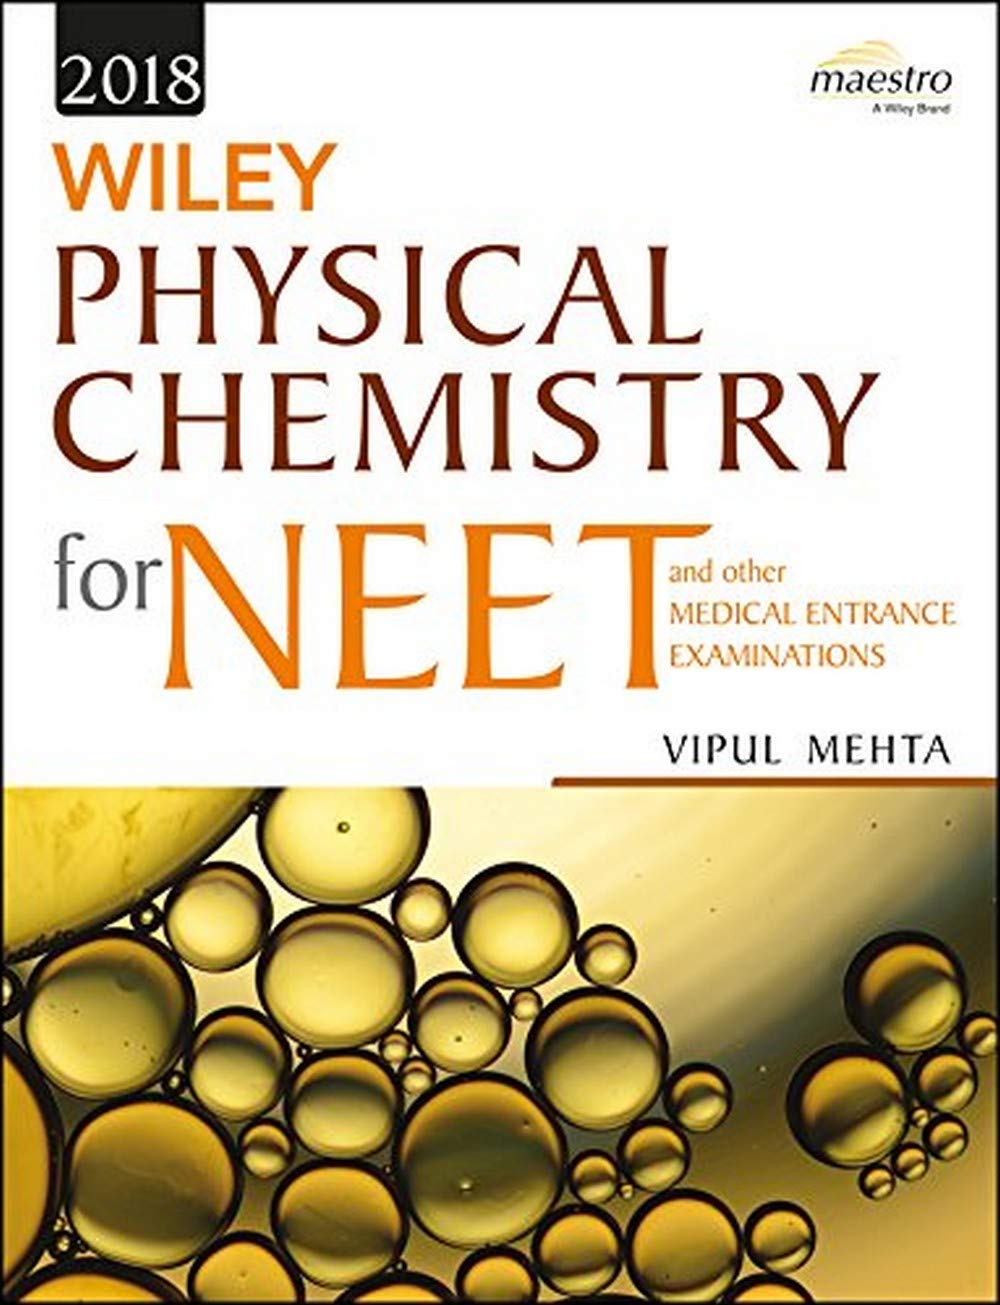 2018
maestro
A Wiley Brand
WILEY
PHYSICAL
CHEMISTRY
for NEET
and other
MEDICAL ENTRANCE
EXAMINATIONS
VIPUL MEHTA